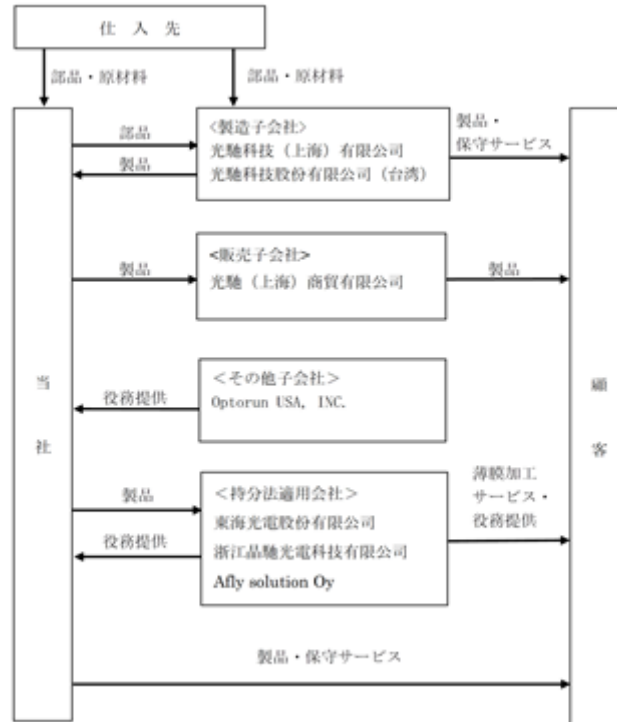 仕 入 先
部品・原材料
部品・原材料
部品
製品
<製造子会社>
光馳科技（上海）有限公司
光馳科技股份有限公司（台湾）
製品・
保守サービス
製品
<販売子会社>
光馳（上海）商貿有限公司
製品
当
社
役務提供
＜その他子会社＞
Optorun USA, INC.
顧
客
製品
役務提供
＜持分法適用会社＞
東海光電股份有限公司
浙江晶馳光電科技有限公司
Afly solution Oy
薄膜加工
サービス・
役務提供
製品・保守サービス